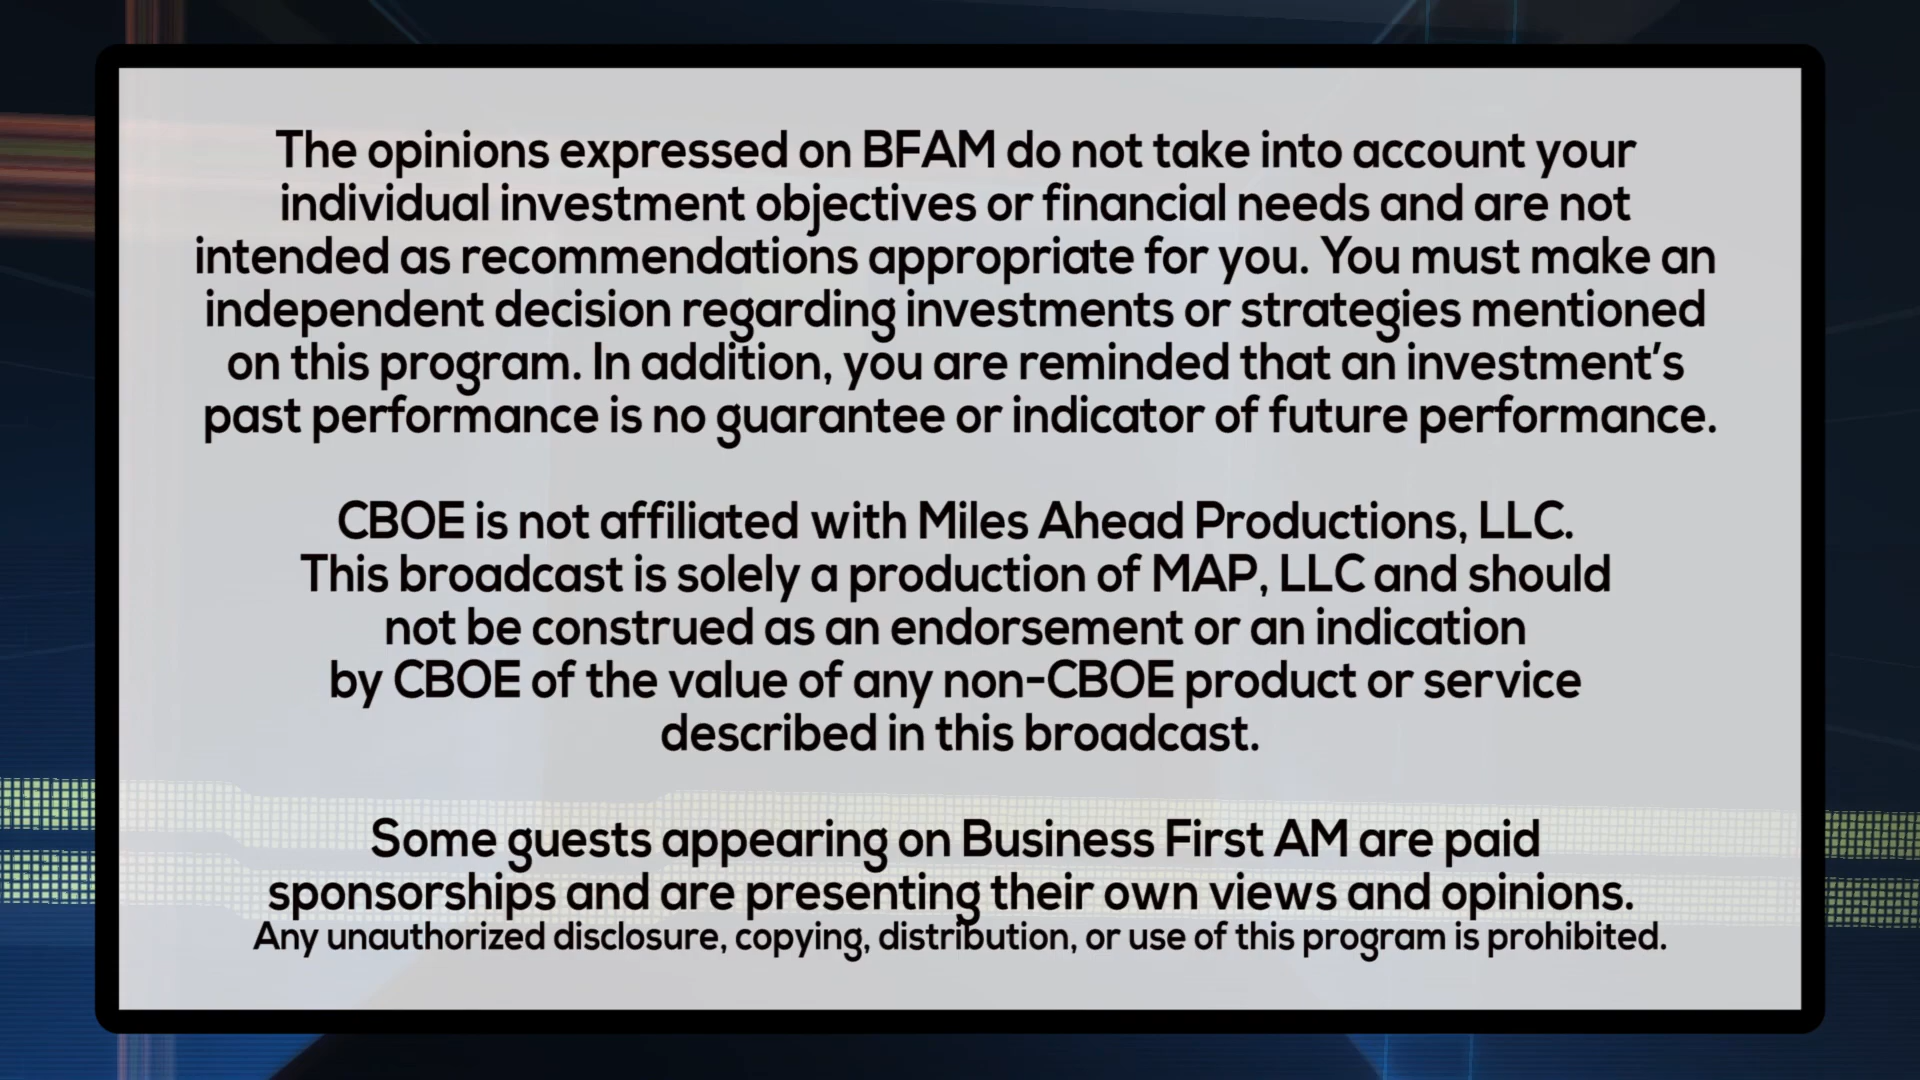 The opinions expressed on BFAM do not take into account your
individual investment objectives or financial needs and are not
intended as recommendations appropriate for you. You must make an
independent decision regarding investments or strategies mentioned
on this program. In addition, you are reminded that an investment’s
past performance is no guarantee or indicator of future performance.
CBOE is not affiliated with Miles Ahead Productions, LLC.
This broadcast is solely a production of MAP, LLC and should
not be construed as an endorsement or an indication
by CBOE of the value of any non-CBOE product or service
described in this broadcast.
Some guests appearing on Business First AM are paid
sponsorships and are presenting their own views and opinions.
Any unauthorized disclosure, copying, distribution, or use of this program is prohibited.